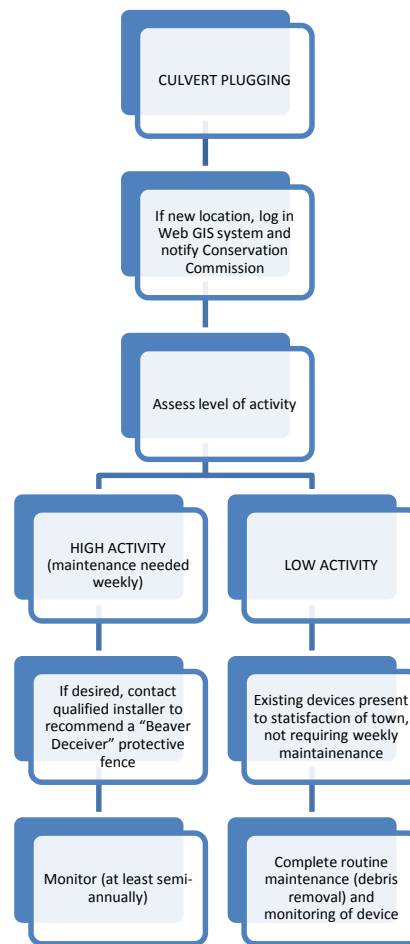 CULVERT PLUGGING
If new location, log in
Web GIS system and
notify Conservation
Commission
Assess level of activity
HIGH ACTIVITY
(maintenance needed
weekly)
If desired, contact
qualified installer to
recommend a “Beaver
Deceiver” protective
fence
Monitor (at least semi-
annually)
LOW ACTIVITY
Existing devices present
to statisfaction of town,
not requiring weekly
maintainenance
Complete routine
maintenance (debris
removal) and
monitoring of device